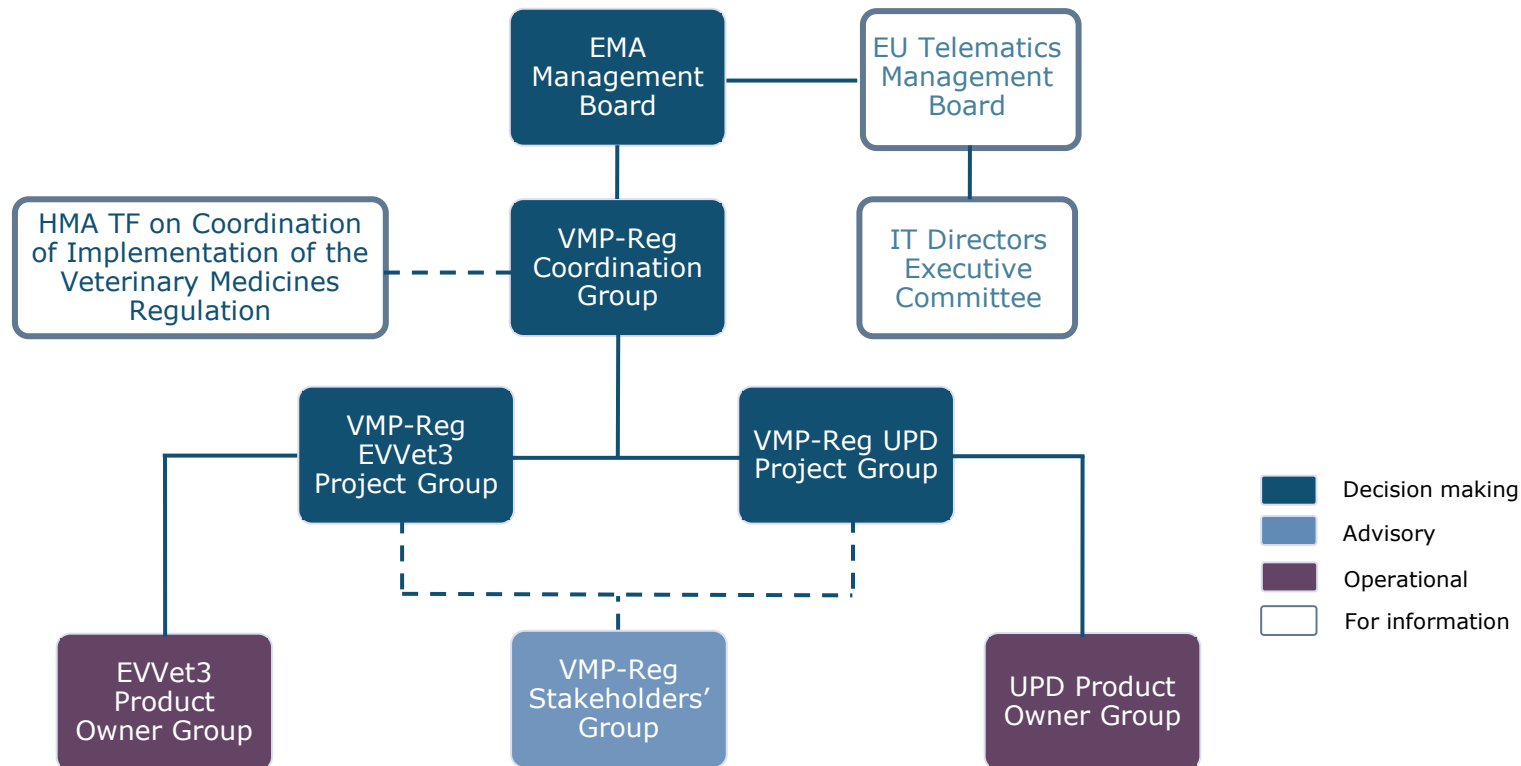 EMA
Management
Board
EU Telematics
Management
Board
HMA TF on Coordination
of Implementation of the
Veterinary Medicines
Regulation
VMP-Reg
Coordination
Group
IT Directors
Executive
Committee
VMP-Reg
EVVet3
Project Group
VMP-Reg UPD
Project Group
Decision making
Advisory
Operational
For information
EVVet3
Product
Owner Group
VMP-Reg
Stakeholders’
Group
UPD Product
Owner Group